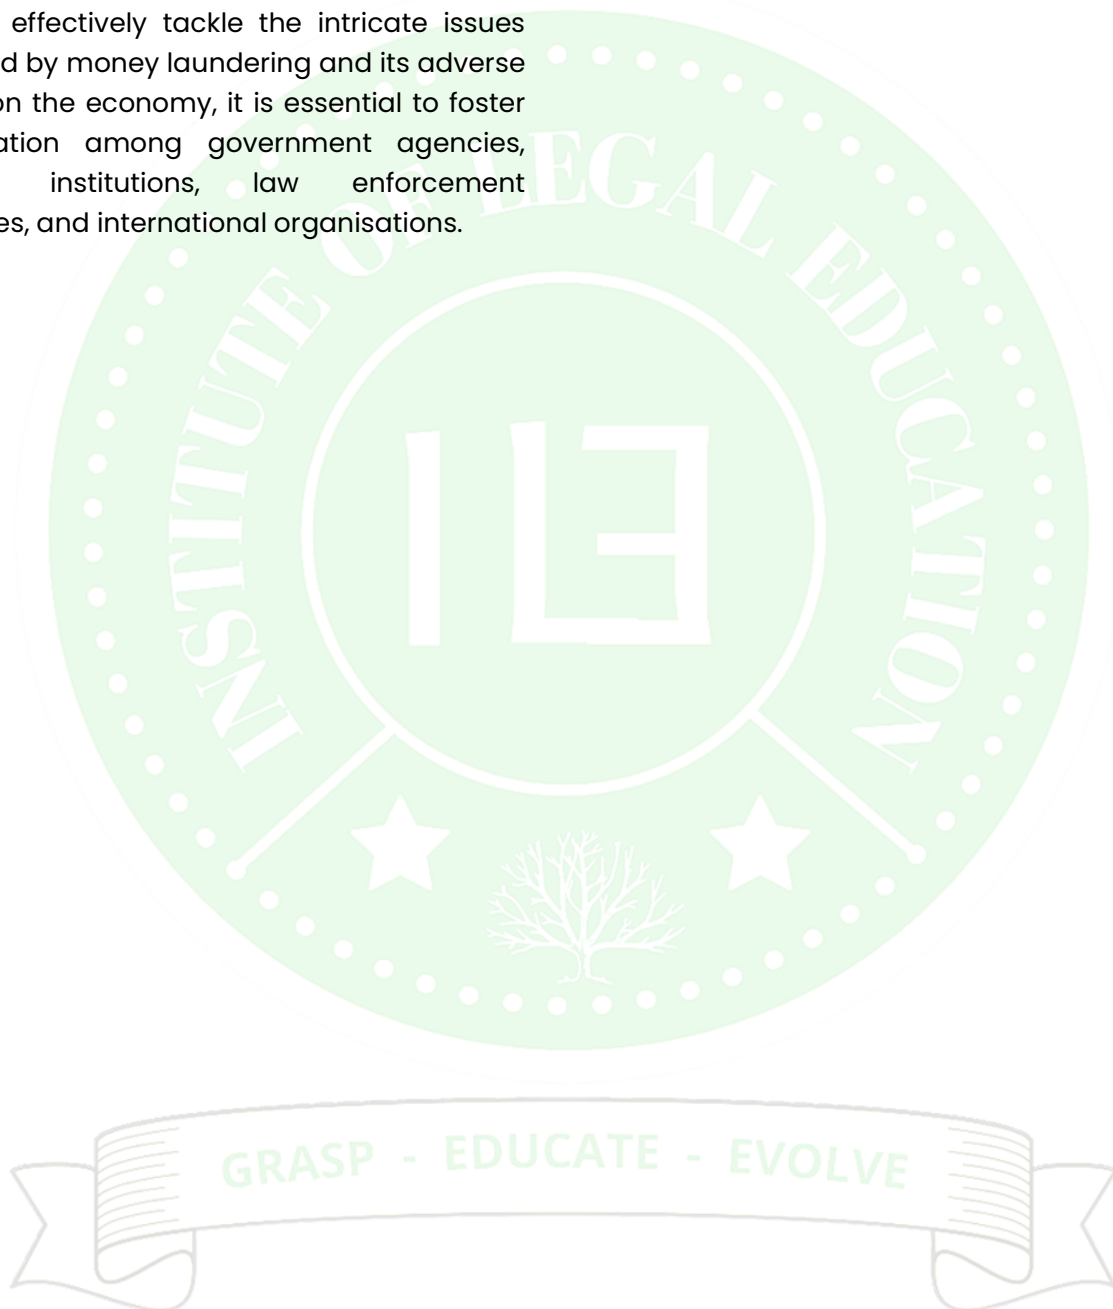 effectively tackle the intricate issues
d by money laundering and its adverse
on the economy, it is essential to foster
ation among government agencies,
institutions, law enforcement
es, and international organisations.
INSTITUTE OF LEGAL EDUCATION
ILE
GRASP - EDUCATE - EVOLVE